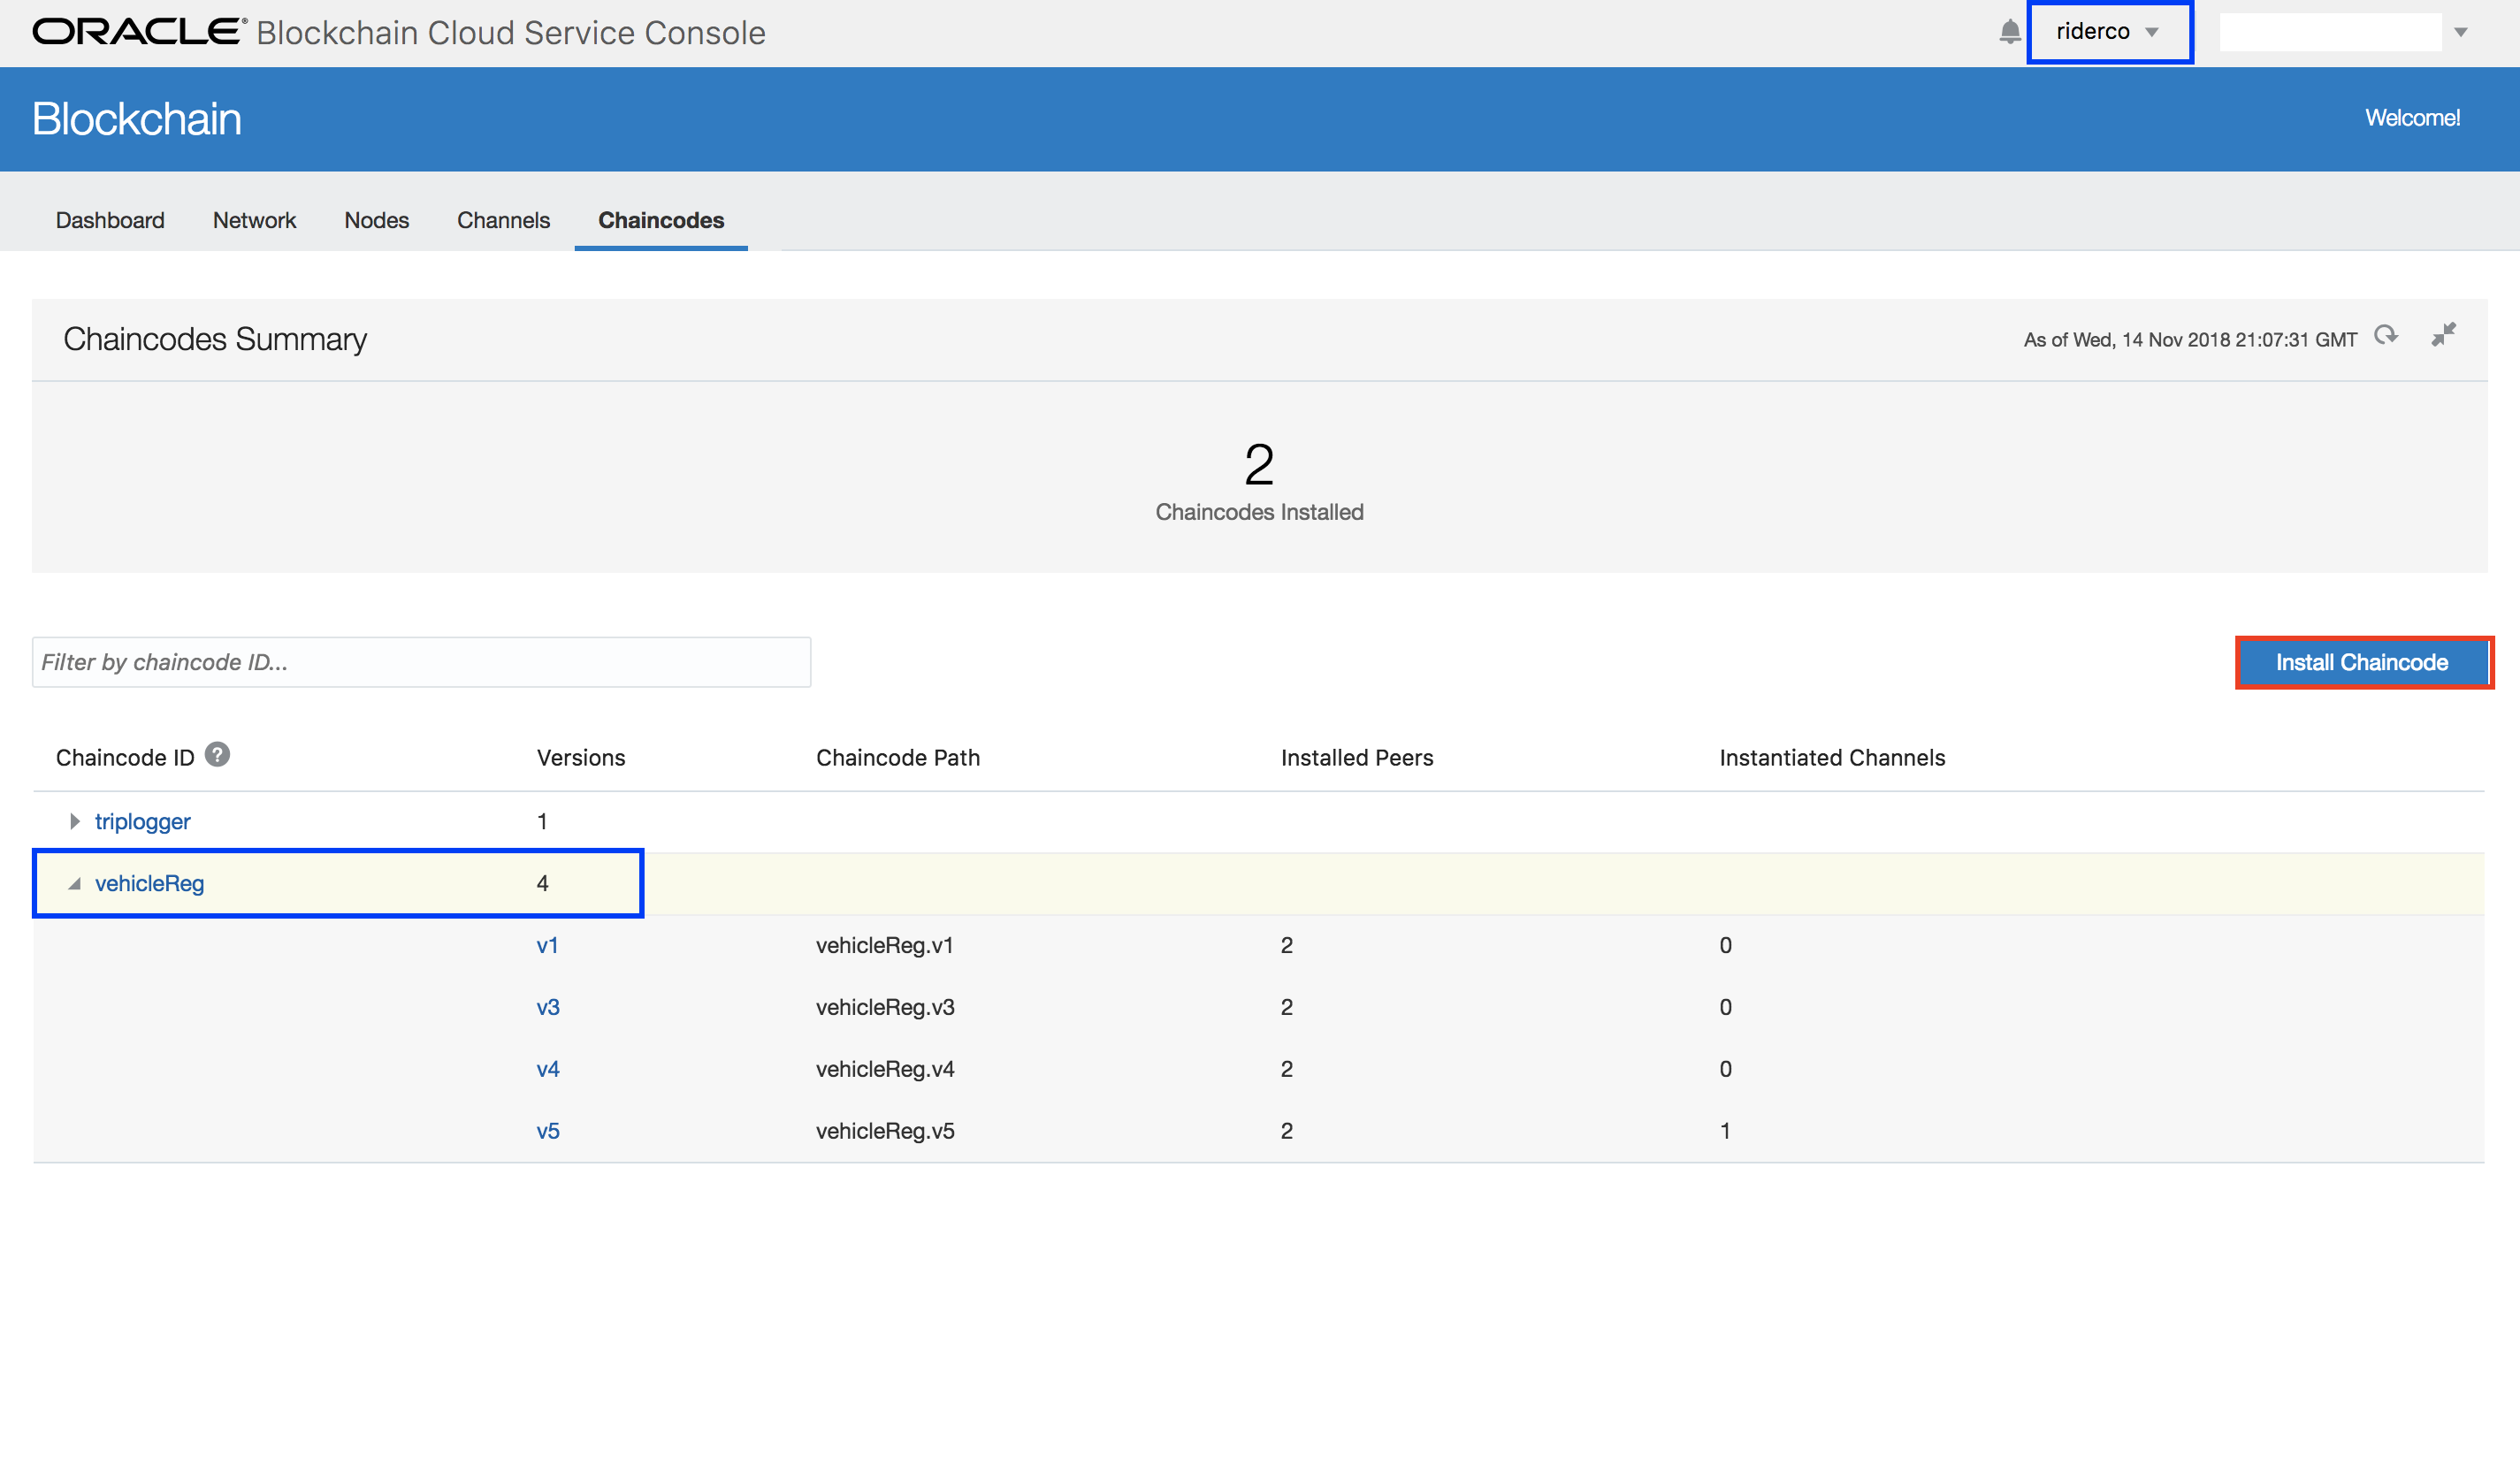 ORACLE® Blockchain Cloud Service Console riderco
Blockchain Welcome!
Dashboard Network Nodes Channels Chaincodes
Chaincodes Summary As of Wed, 14 Nov 2018 21:07:31 GMT
2
Chaincodes Installed
Filter by chaincode ID... Install Chaincode
Chaincode ID ? Versions Chaincode Path Installed Peers Instantiated Channels
triplogger 1
vehicleReg 4
v1 vehicleReg.v1 2 0
v3 vehicleReg.v3 2 0
v4 vehicleReg.v4 2 0
v5 vehicleReg.v5 2 1